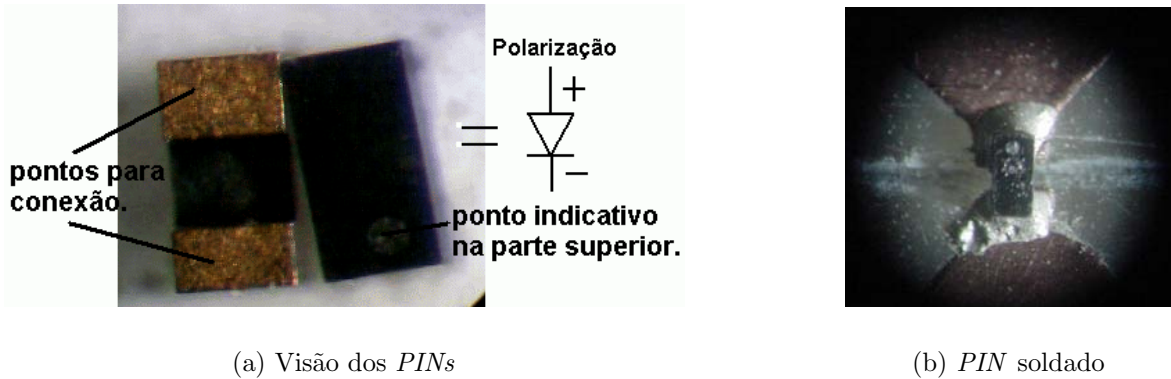 Polarização
+
=
−
pontos para
conexão.
ponto indicativo
na parte superior.
(a) Visão dos PINs
(b) PIN soldado